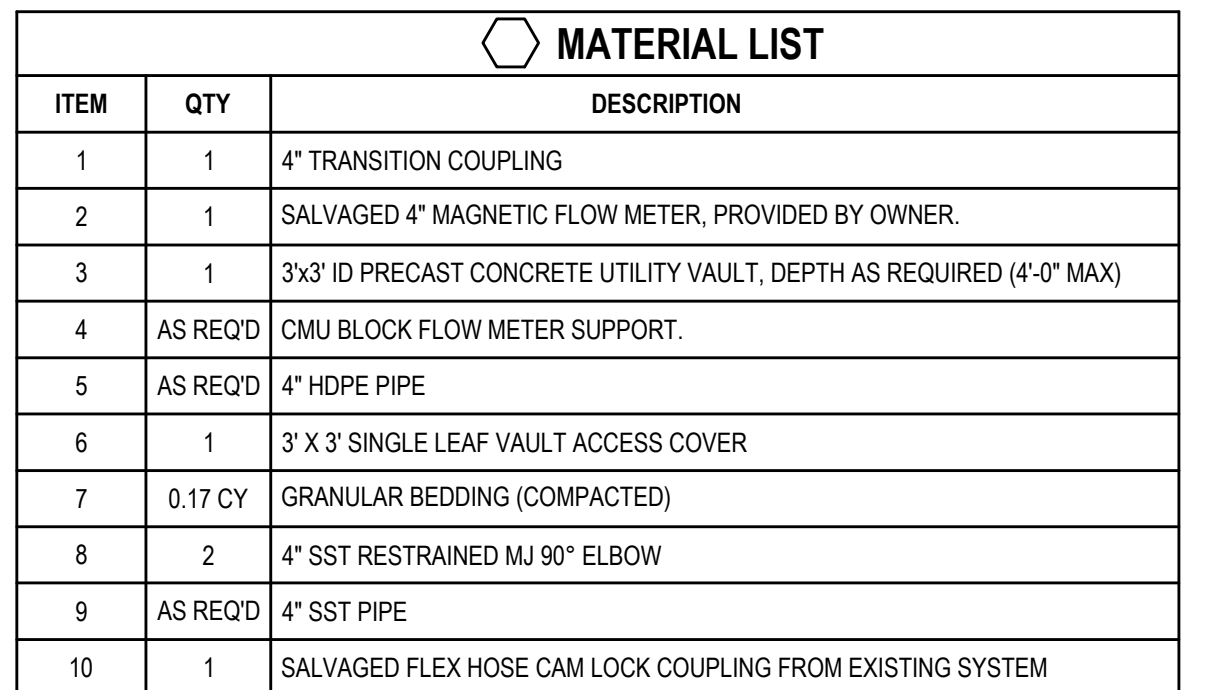 MATERIAL LIST
ITEM QTY DESCRIPTION
1 1 4" TRANSITION COUPLING
2 1 SALVAGED 4" MAGNETIC FLOW METER, PROVIDED BY OWNER.
3 1 3'x3' ID PRECAST CONCRETE UTILITY VAULT, DEPTH AS REQUIRED (4'-0" MAX)
4 AS REQ'D CMU BLOCK FLOW METER SUPPORT.
5 AS REQ'D 4" HDPE PIPE
6 1 3' X 3' SINGLE LEAF VAULT ACCESS COVER
7 0.17 CY GRANULAR BEDDING (COMPACTED)
8 2 4" SST RESTRAINED MJ 90° ELBOW
9 AS REQ'D 4" SST PIPE
10 1 SALVAGED FLEX HOSE CAM LOCK COUPLING FROM EXISTING SYSTEM